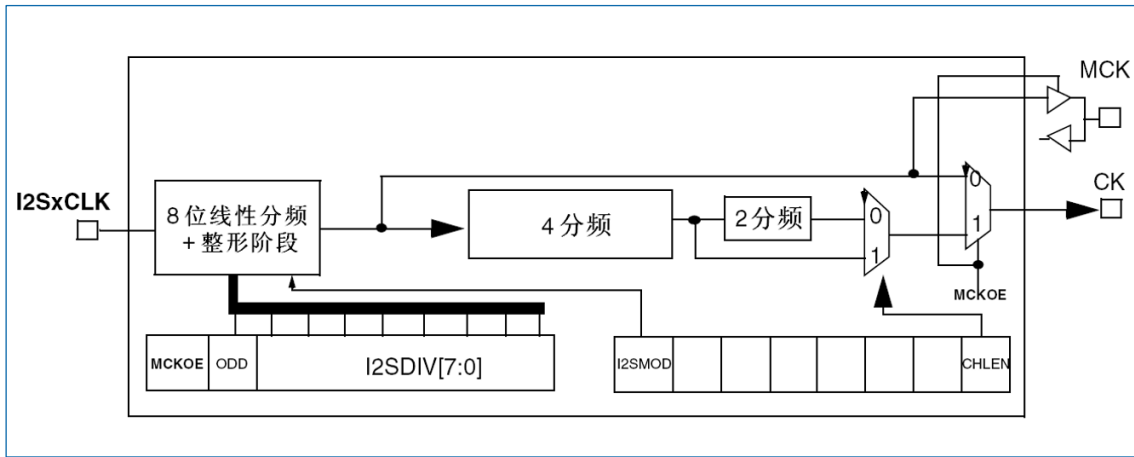 MCK
I2SxCLK
8位线性分频
+整形阶段
4分频
2分频
0
1
0
1
CK
MCKOE
MCKOE
ODD
I2SDIV[7:0]
I2SMOD
CHLEN